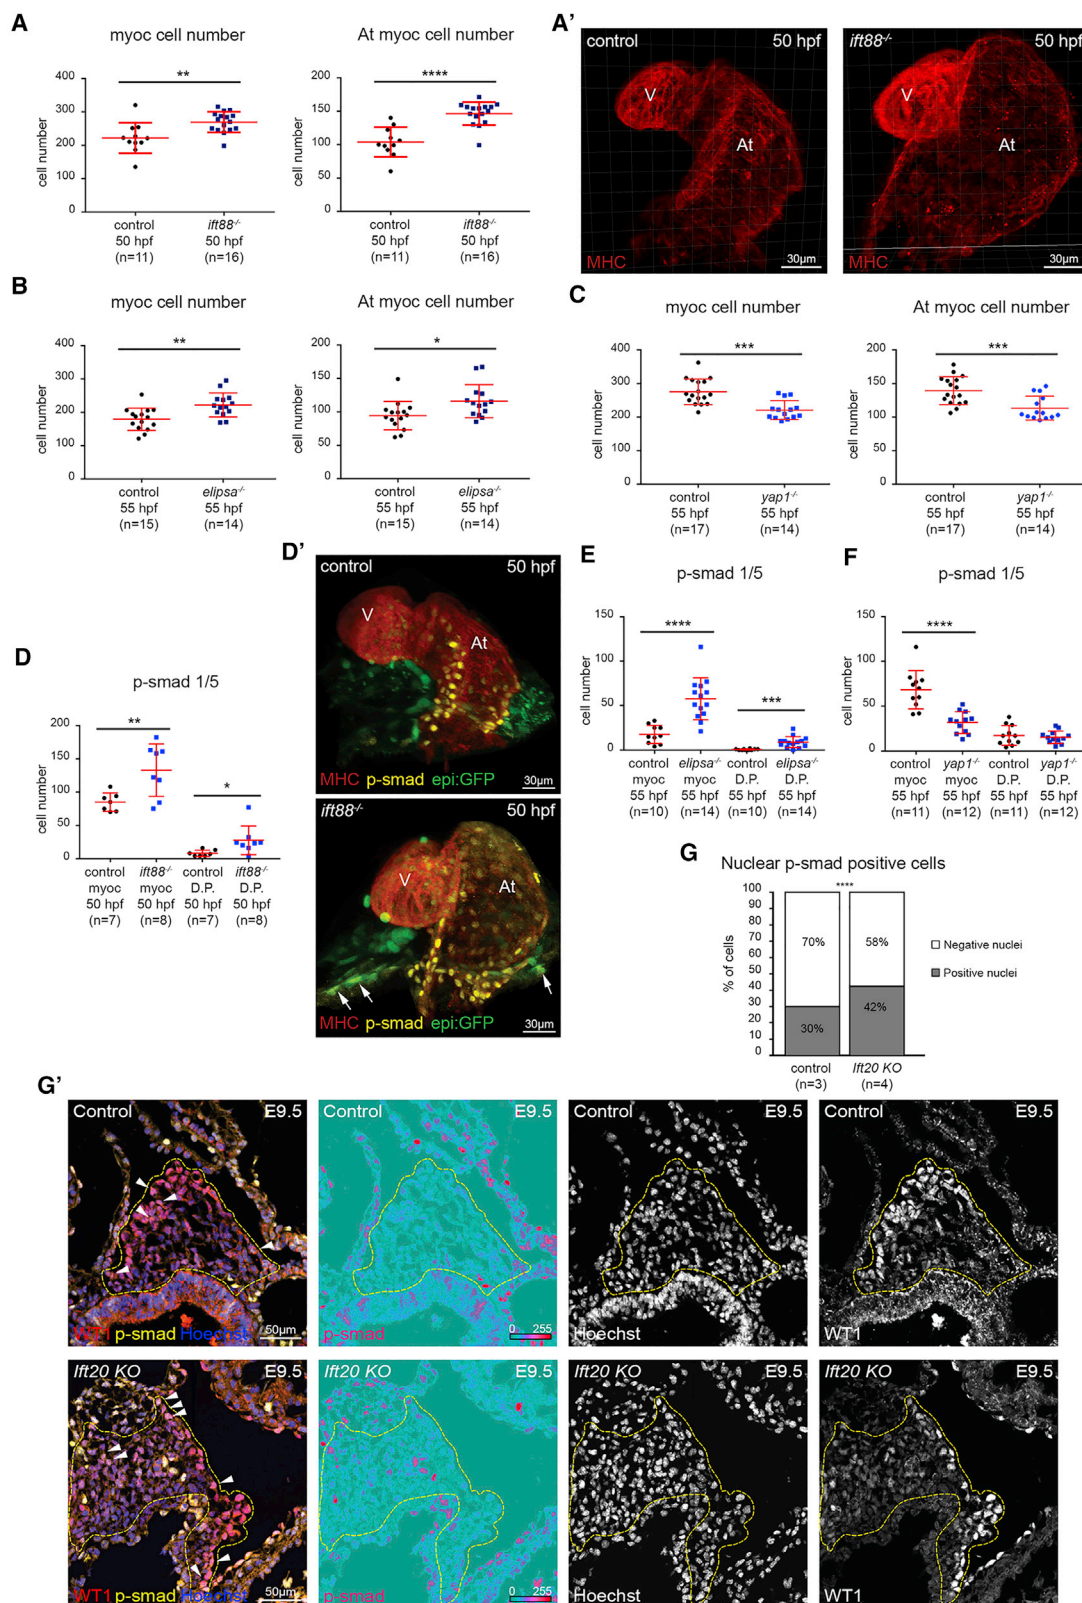 A
myoc cell number
**
400
300
200
100
0
cell number
control
50 hpf
(n=11)
ift88-/-
50 hpf
(n=16)
At myoc cell number
****
200
150
100
50
0
cell number
control
50 hpf
(n=11)
ift88-/-
50 hpf
(n=16)
A'
control
50 hpf
V
At
MHC
30μm
ift88-/-
50 hpf
V
At
MHC
30μm
B
myoc cell number
**
400
300
200
100
0
cell number
control
55 hpf
(n=15)
elipsa-/-
55 hpf
(n=14)
At myoc cell number
*
200
150
100
50
0
cell number
control
55 hpf
(n=15)
elipsa-/-
55 hpf
(n=14)
C
myoc cell number
***
400
300
200
100
0
cell number
control
55 hpf
(n=17)
yap1-/-
55 hpf
(n=14)
At myoc cell number
***
200
150
100
50
0
cell number
control
55 hpf
(n=17)
yap1-/-
55 hpf
(n=14)
D
p-smad 1/5
**
*
200
150
100
50
0
cell number
control
myoc
50 hpf
(n=7)
ift88-/-
myoc
50 hpf
(n=8)
control
D.P.
50 hpf
(n=7)
ift88-/-
D.P.
50 hpf
(n=8)
D'
control
50 hpf
V
At
MHC p-smad epi:GFP
30μm
ift88-/-
50 hpf
V
At
MHC p-smad epi:GFP
30μm
E
p-smad 1/5
****
***
150
100
50
0
cell number
control
myoc
55 hpf
(n=10)
elipsa-/-
myoc
55 hpf
(n=14)
control
D.P.
55 hpf
(n=10)
elipsa-/-
D.P.
55 hpf
(n=14)
F
p-smad 1/5
****
150
100
50
0
cell number
control
myoc
55 hpf
(n=11)
yap1-/-
myoc
55 hpf
(n=12)
control
D.P.
55 hpf
(n=11)
yap1-/-
D.P.
55 hpf
(n=12)
G
Nuclear p-smad positive cells
****
100
90
80
70
60
50
40
30
20
10
0
% of cells
70%
30%
58%
42%
Negative nuclei
Positive nuclei
control
(n=3)
Ift20 KO
(n=4)
G'
Control
E9.5
WT1 p-smad Hoechst
50μm
Control
E9.5
p-smad
0 255
Control
E9.5
Hoechst
Control
E9.5
WT1
Ift20 KO
E9.5
WT1 p-smad Hoechst
50μm
Ift20 KO
E9.5
p-smad
0 255
Ift20 KO
E9.5
Hoechst
Ift20 KO
E9.5
WT1